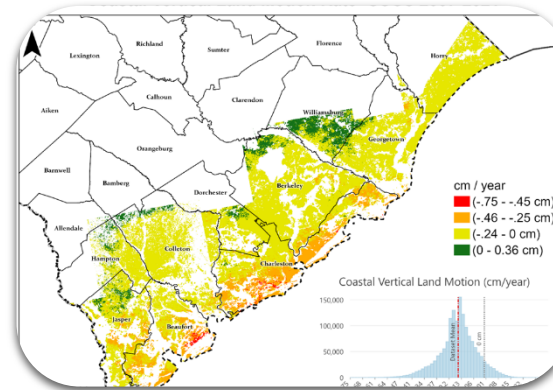 Lexington
Richland
Sumter
Florence
Horry
Calhoun
Clarendon
Williamsburg
Aiken
Georgetown
Orangeburg
Barnwell
Bamberg
Dorchester
Berkeley
Allendale
Hampton
Colleton
Charleston
Jasper
Beaufort
cm / year
(-.75 - -.45 cm)
(-.46 - -.25 cm)
(-.24 - 0 cm)
(0 - 0.36 cm)
Coastal Vertical Land Motion (cm/year)
150,000
100,000
50,000
0
Dataset Mean
0 cm